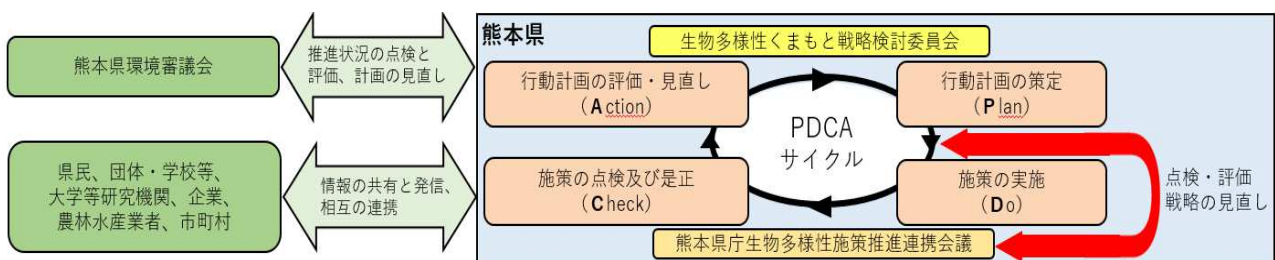 熊本県環境審議会
推進状況の点検と
評価、計画の見直し
県民、団体・学校等、
大学等研究機関、企業、
農林水産業者、市町村
情報の共有と発信、
相互の連携
熊本県
生物多様性くまもと戦略検討委員会
行動計画の評価・見直し
（Action）
行動計画の策定
（Plan）
PDCA
サイクル
施策の点検及び是正
（Check）
施策の実施
（Do）
熊本県庁生物多様性施策推進連携会議
点検・評価
戦略の見直し